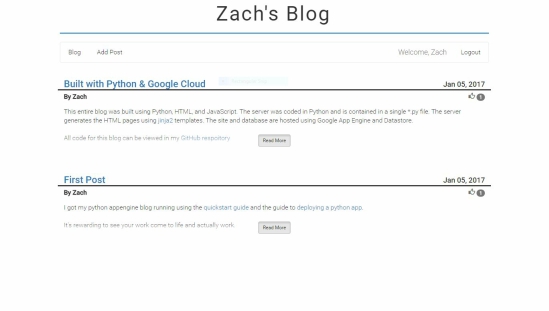 Zach's Blog
Blog Add Post Welcome, Zach Logout
Built with Python & Google Cloud Jan 05, 2017
By Zach 1
This entire blog was built using Python, HTML, and JavaScript. The server was coded in Python and is contained in a single *.py file. The server
generates the HTML pages using jinja2 templates. The site and database are hosted using Google App Engine and Datastore.
All code for this blog can be viewed in my GitHub respository
Read More
First Post Jan 05, 2017
By Zach 1
I got my python appengine blog running using the quickstart guide and the guide to deploying a python app.
It's rewarding to see your work come to life and actually work.
Read More